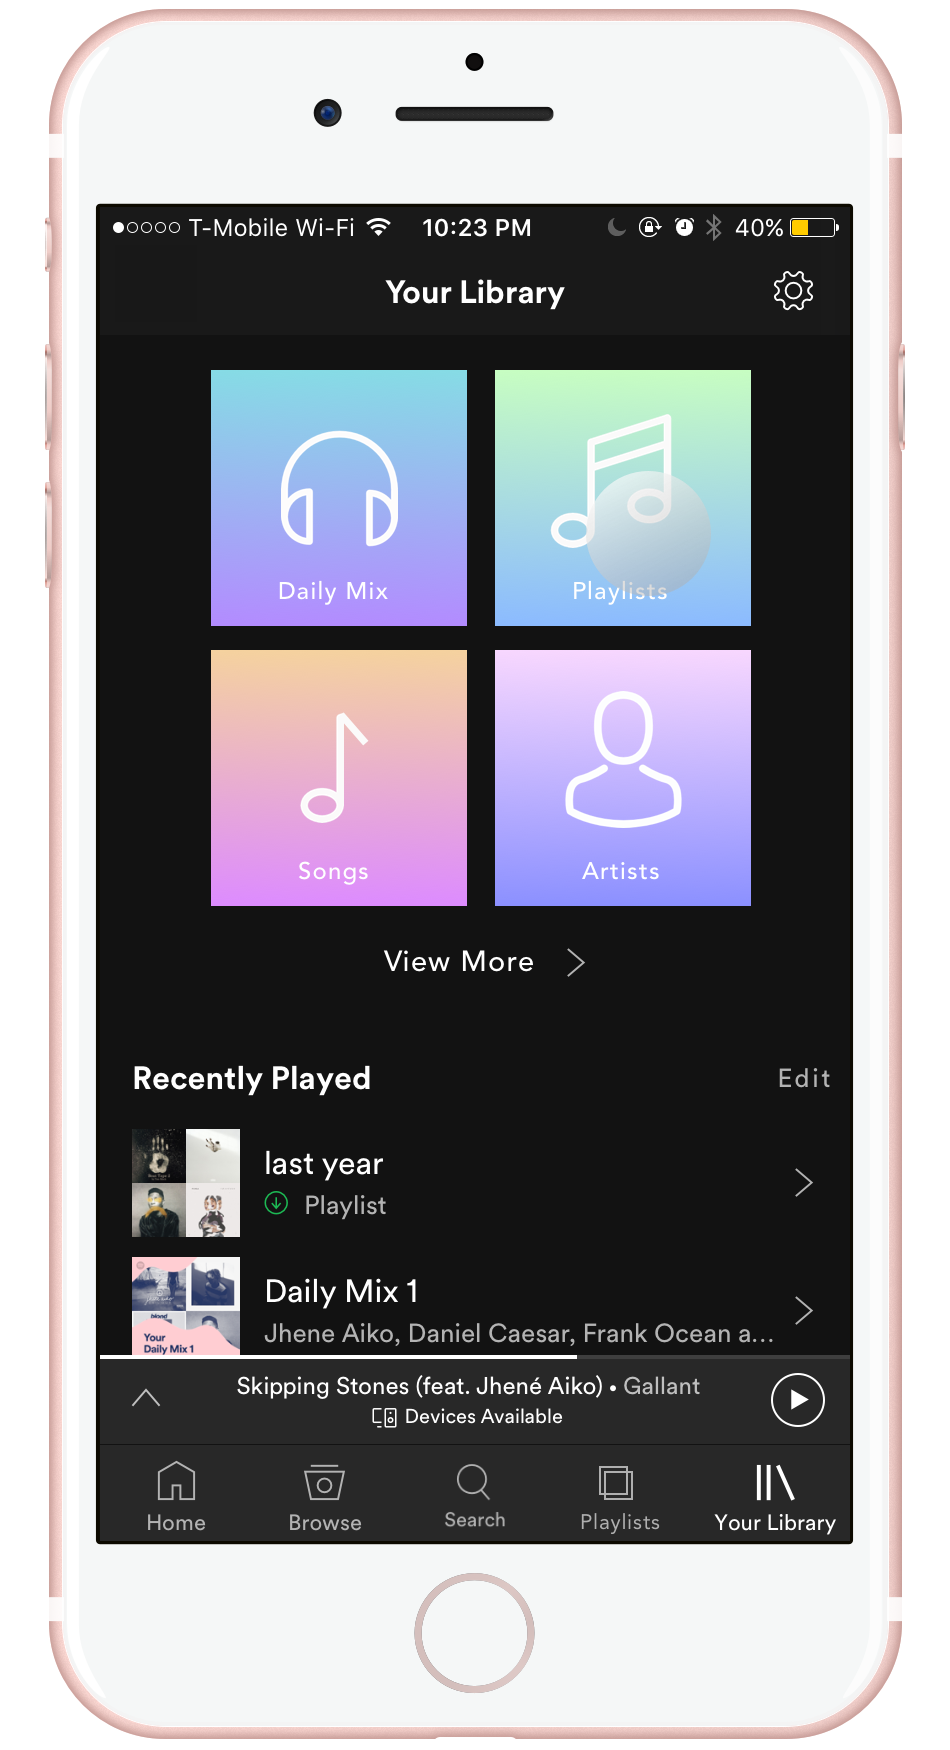 T-Mobile Wi-Fi 10:23 PM 40%
Your Library
Daily Mix
Playlists
Songs
Artists
View More
Recently Played
Edit
last year
Playlist
Daily Mix 1
Jhene Aiko, Daniel Caesar, Frank Ocean a...
blond
Your
Daily Mix 1
Skipping Stones (feat. Jhené Aiko) • Gallant
Devices Available
Home
Browse
Search
Playlists
Your Library